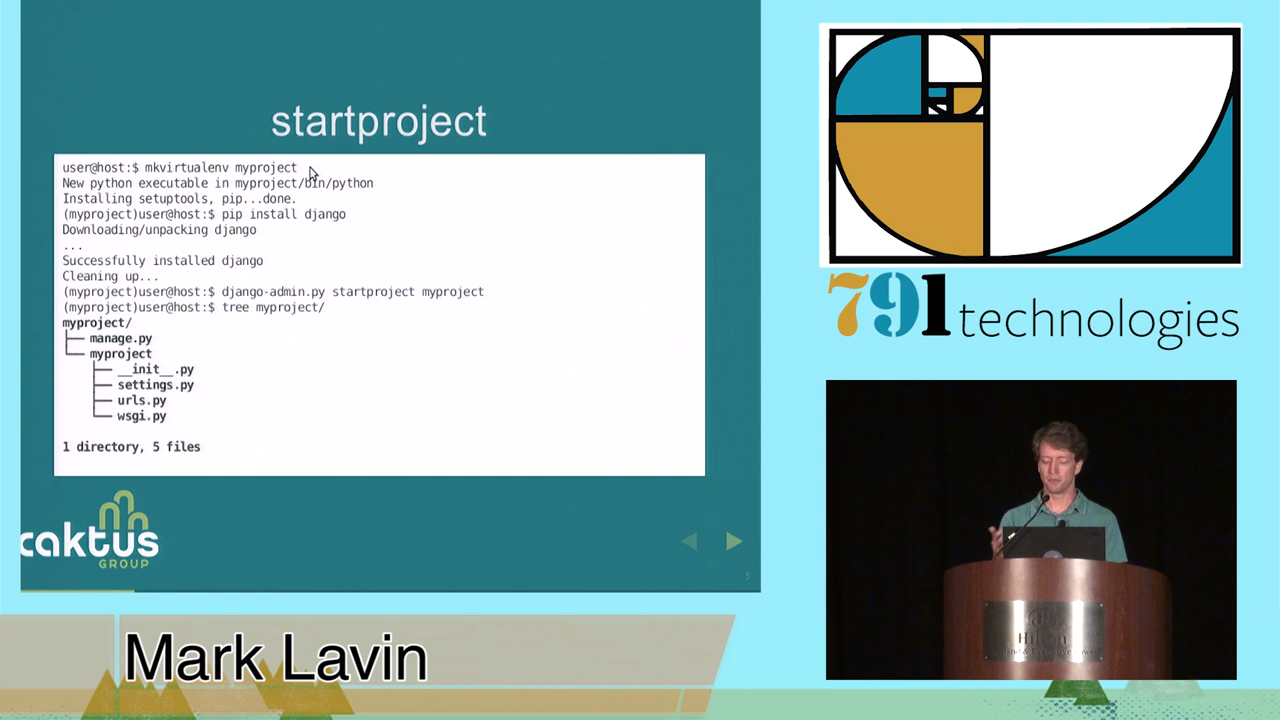 startproject
user@host:$ mkvirtualenv myproject
New python executable in myproject/bin/python
Installing setuptools, pip...done.
(myproject)user@host:$ pip install django
Downloading/unpacking django
...
Successfully installed django
Cleaning up...
(myproject)user@host:$ django-admin.py startproject myproject
(myproject)user@host:$ tree myproject/
myproject/
├── manage.py
└── myproject
    ├── __init__.py
    ├── settings.py
    ├── urls.py
    └── wsgi.py
1 directory, 5 files
caktus
GROUP
5
Mark Lavin
791 technologies
Hilton